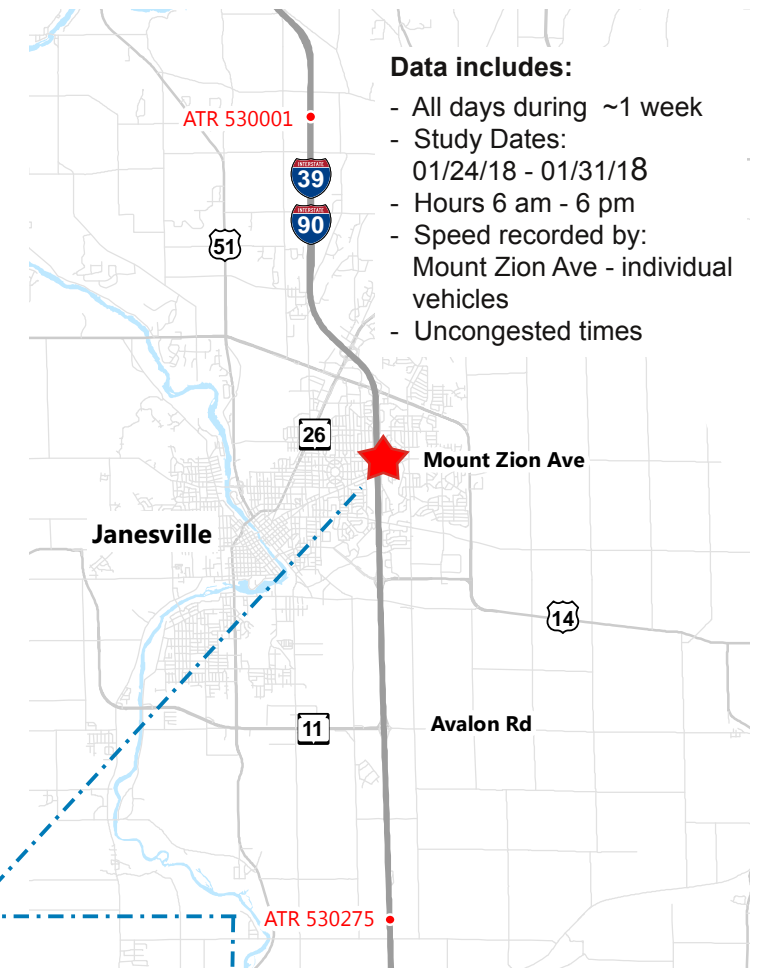 Data includes:
- All days during ~1 week
- Study Dates:
01/24/18 - 01/31/18
- Hours 6 am - 6 pm
- Speed recorded by:
Mount Zion Ave - individual
vehicles
- Uncongested times
ATR 530001
INTERSTATE
39
INTERSTATE
90
51
26
Mount Zion Ave
Janesville
14
11
Avalon Rd
ATR 530275